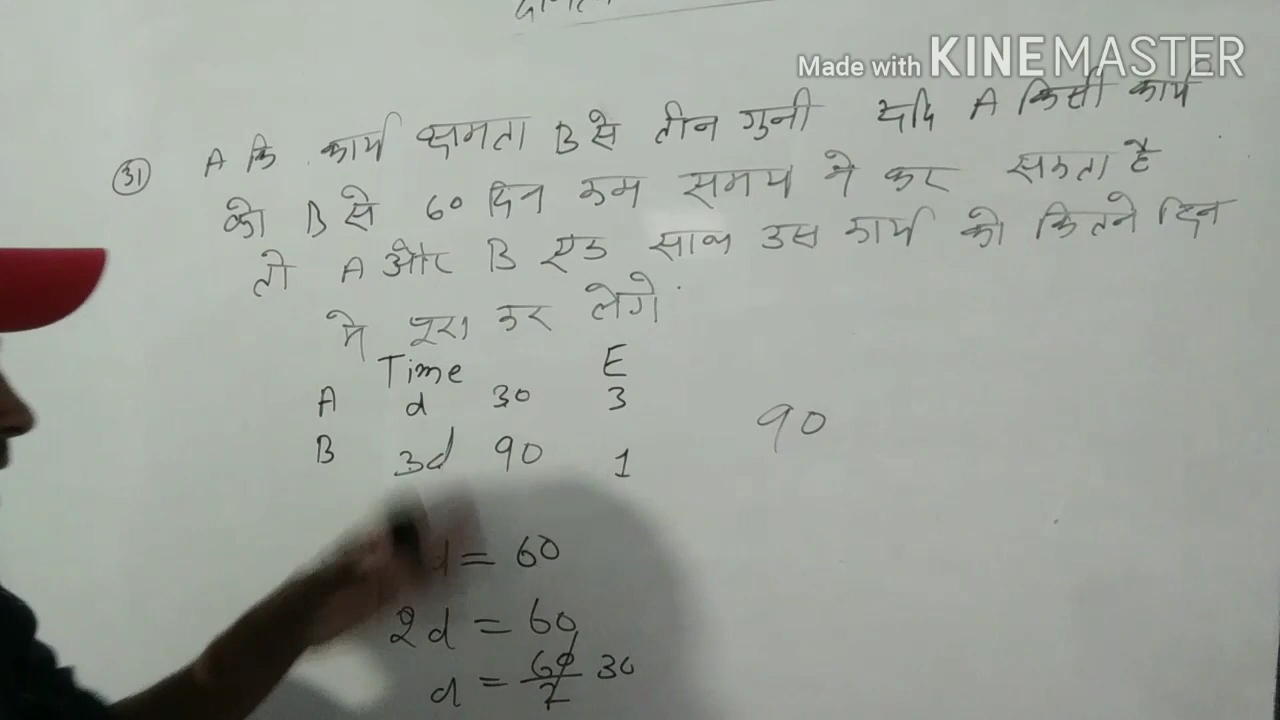 Made with KINEMASTER
31 A कि कार्य क्षमता B से तीन गुनी यदि A किसी कार्य
को B से 60 दिन कम समय मे कर सकता है
तो A और B एक साथ उस कार्य को कितने दिन
मे पूरा कर लेगे
Time E
A d 30 3
B 3d 90 1
90
d = 60
2d = 60
d = 60/2 30